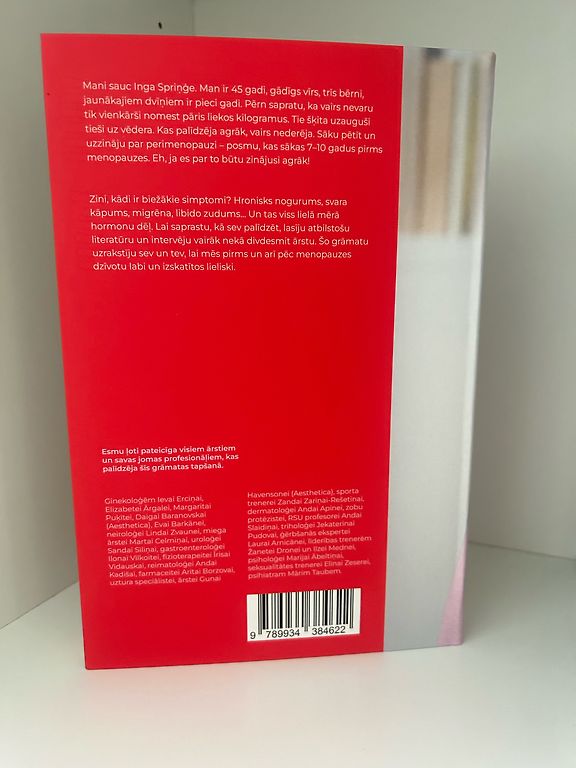 Mani sauc Inga Spriņģe. Man ir 45 gadi, gādīgs vīrs, trīs bērni,
jaunākajiem dvīņiem ir pieci gadi. Pērn sapratu, ka vairs nevaru
tik vienkārši nomest pāris liekos kilogramus. Tie šķita uzauguši
tieši uz vēdera. Kas palīdzēja agrāk, vairs nederēja. Sāku pētīt un
uzzināju par perimenopauzi – posmu, kas sākas 7–10 gadus pirms
menopauzes. Eh, ja es par to būtu zinājusi agrāk!
Zini, kādi ir biežākie simptomi? Hronisks nogurums, svara
kāpums, migrēna, libido zudums... Un tas viss lielā mērā
hormonu dēļ. Lai saprastu, kā sev palīdzēt, lasīju atbilstošu
literatūru un intervēju vairāk nekā divdesmit ārstu. Šo grāmatu
uzrakstīju sev un tev, lai mēs pirms un arī pēc menopauzes
dzīvotu labi un izskatītos lieliski.
Esmu ļoti pateicīga visiem ārstiem
un savas jomas profesionāļiem, kas
palīdzēja šīs grāmatas tapšanā.
Ginekoloģēm Ievai Erciņai,
Elizabetei Ārgalei, Margaritai
Puķītei, Daigai Baranovskai
(Aesthetica), Evai Barkānei,
neiroloģei Lindai Zvaunei, miega
ārstei Martai Celmiņai, uroloģei
Sandai Siliņai, gastroenteroloģei
Ilonai Vilkoitei, fizioterapeitei Irisai
Vidauskai, reimatoloģei Andai
Kadišai, farmaceitei Aritai Borzovai,
uztura speciālistei, ārstei Gunai
Havensonei (Aesthetica), sporta
trenerei Zandai Zariņai-Rešetinai,
dermatoloģei Andai Apinei, zobu
protēzistei, RSU profesorei Andai
Slaidiņai, triholoģei Jekaterinai
Pudovai, ģērbšanās ekspertei
Laurai Arnicānei, līderības trenerēm
Žanetei Dronei un Ilzei Mednei,
psiholoģei Marijai Ābeltiņai,
seksualitātes trenerei Elīnai Zeserei,
psihiatram Mārim Taubem.
9 789934 384622